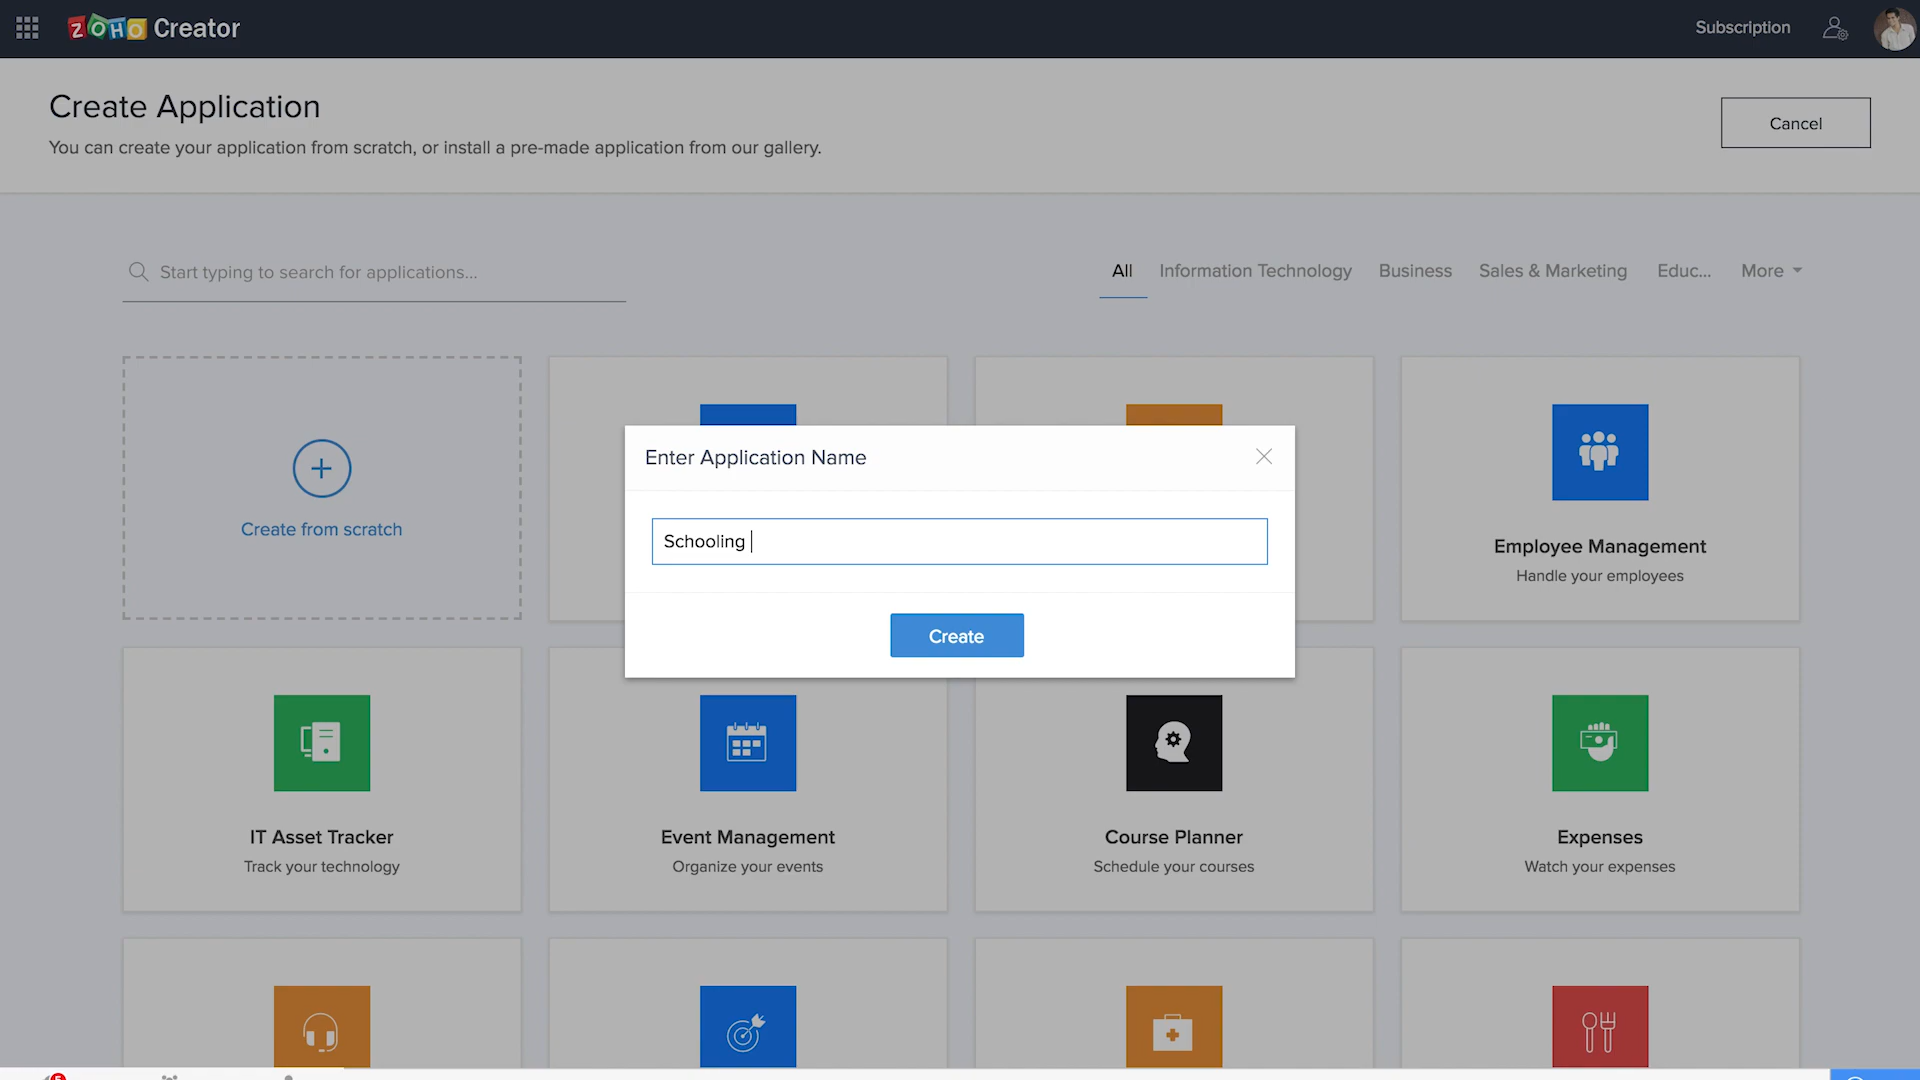 ZOHO Creator
Subscription
Create Application
You can create your application from scratch, or install a pre-made application from our gallery.
Cancel
Start typing to search for applications...
All Information Technology Business Sales & Marketing Educ... More
Enter Application Name
Schooling
Create
Create from scratch
Employee Management
Handle your employees
IT Asset Tracker
Track your technology
Event Management
Organize your events
Course Planner
Schedule your courses
Expenses
Watch your expenses